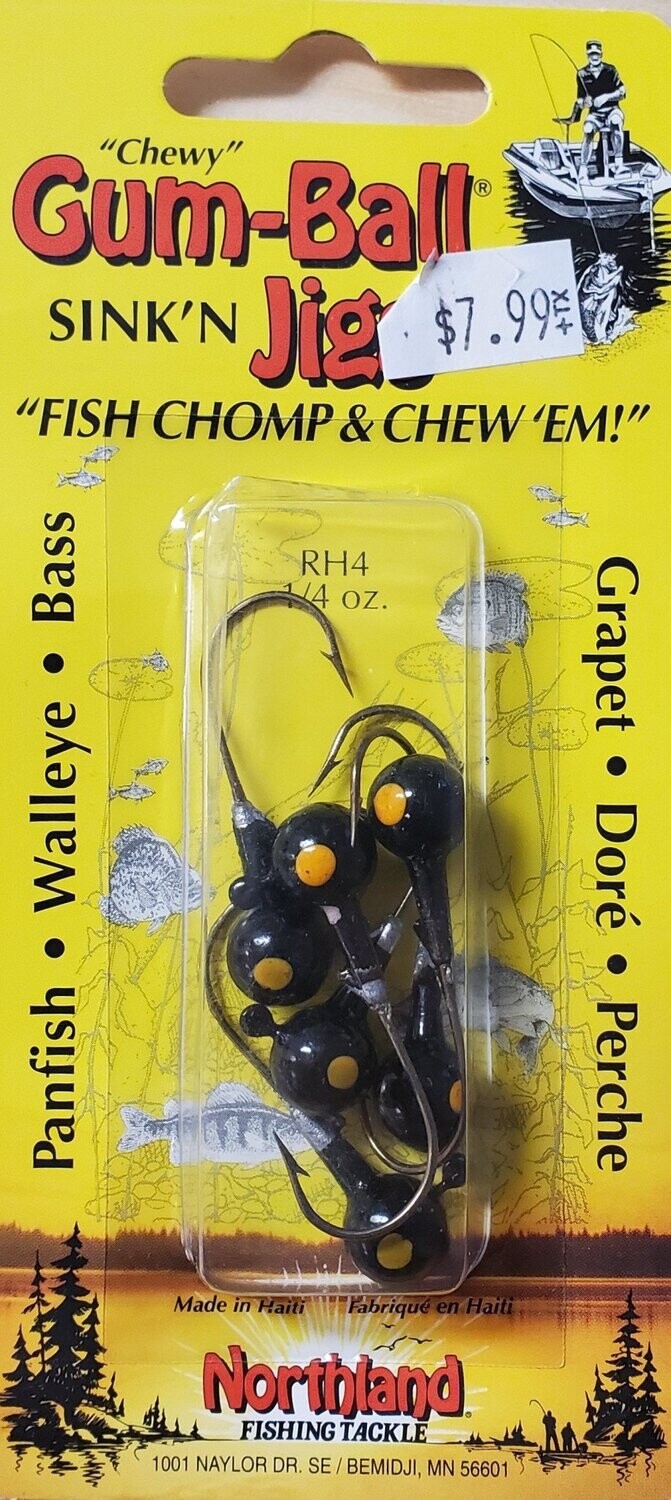 "Chewy"
Gum-Ball®
SINK'N Jigs
$7.99
+TX
"FISH CHOMP & CHEW 'EM!"
RH4
1/4 oz.
Panfish • Walleye • Bass
Grapet • Doré • Perche
Made in Haiti Fabriqué en Haiti
Northland
FISHING TACKLE
1001 NAYLOR DR. SE / BEMIDJI, MN 56601